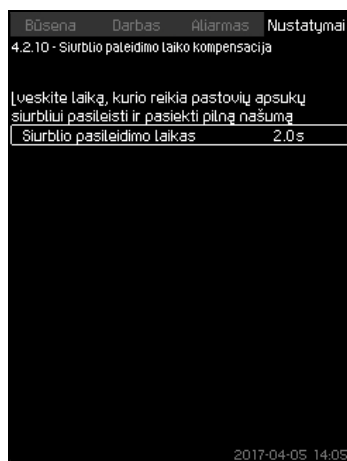 Būsena Darbas Aliarmas Nustatymai
4.2.10 - Siurblio paleidimo laiko kompensacija
Įveskite laiką, kurio reikia pastovių apsukų
siurbliui pasileisti ir pasiekti pilną našumą
Siurblio pasileidimo laikas 2.0s
2017-04-05 14:05